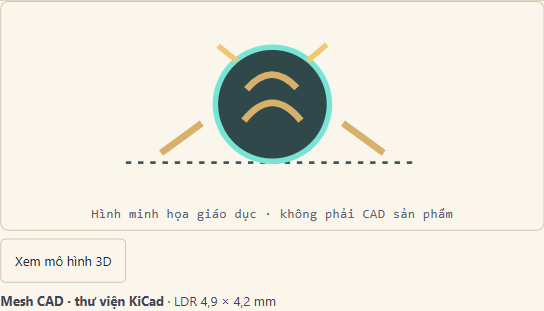 Hình minh họa giáo dục · không phải CAD sản phẩm
Xem mô hình 3D
Mesh CAD · thư viện KiCad · LDR 4,9 × 4,2 mm